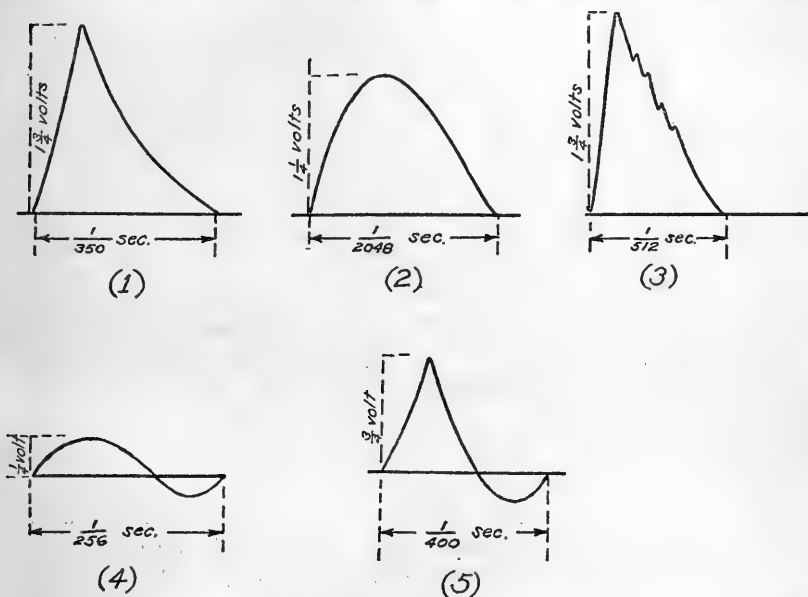 1 3/4 volts
1/350 sec.
(1)
1 1/4 volts
1/2048 sec.
(2)
1 3/4 volts
1/512 sec.
(3)
1/4 volt
1/256 sec.
(4)
3/4 volt
1/400 sec.
(5)